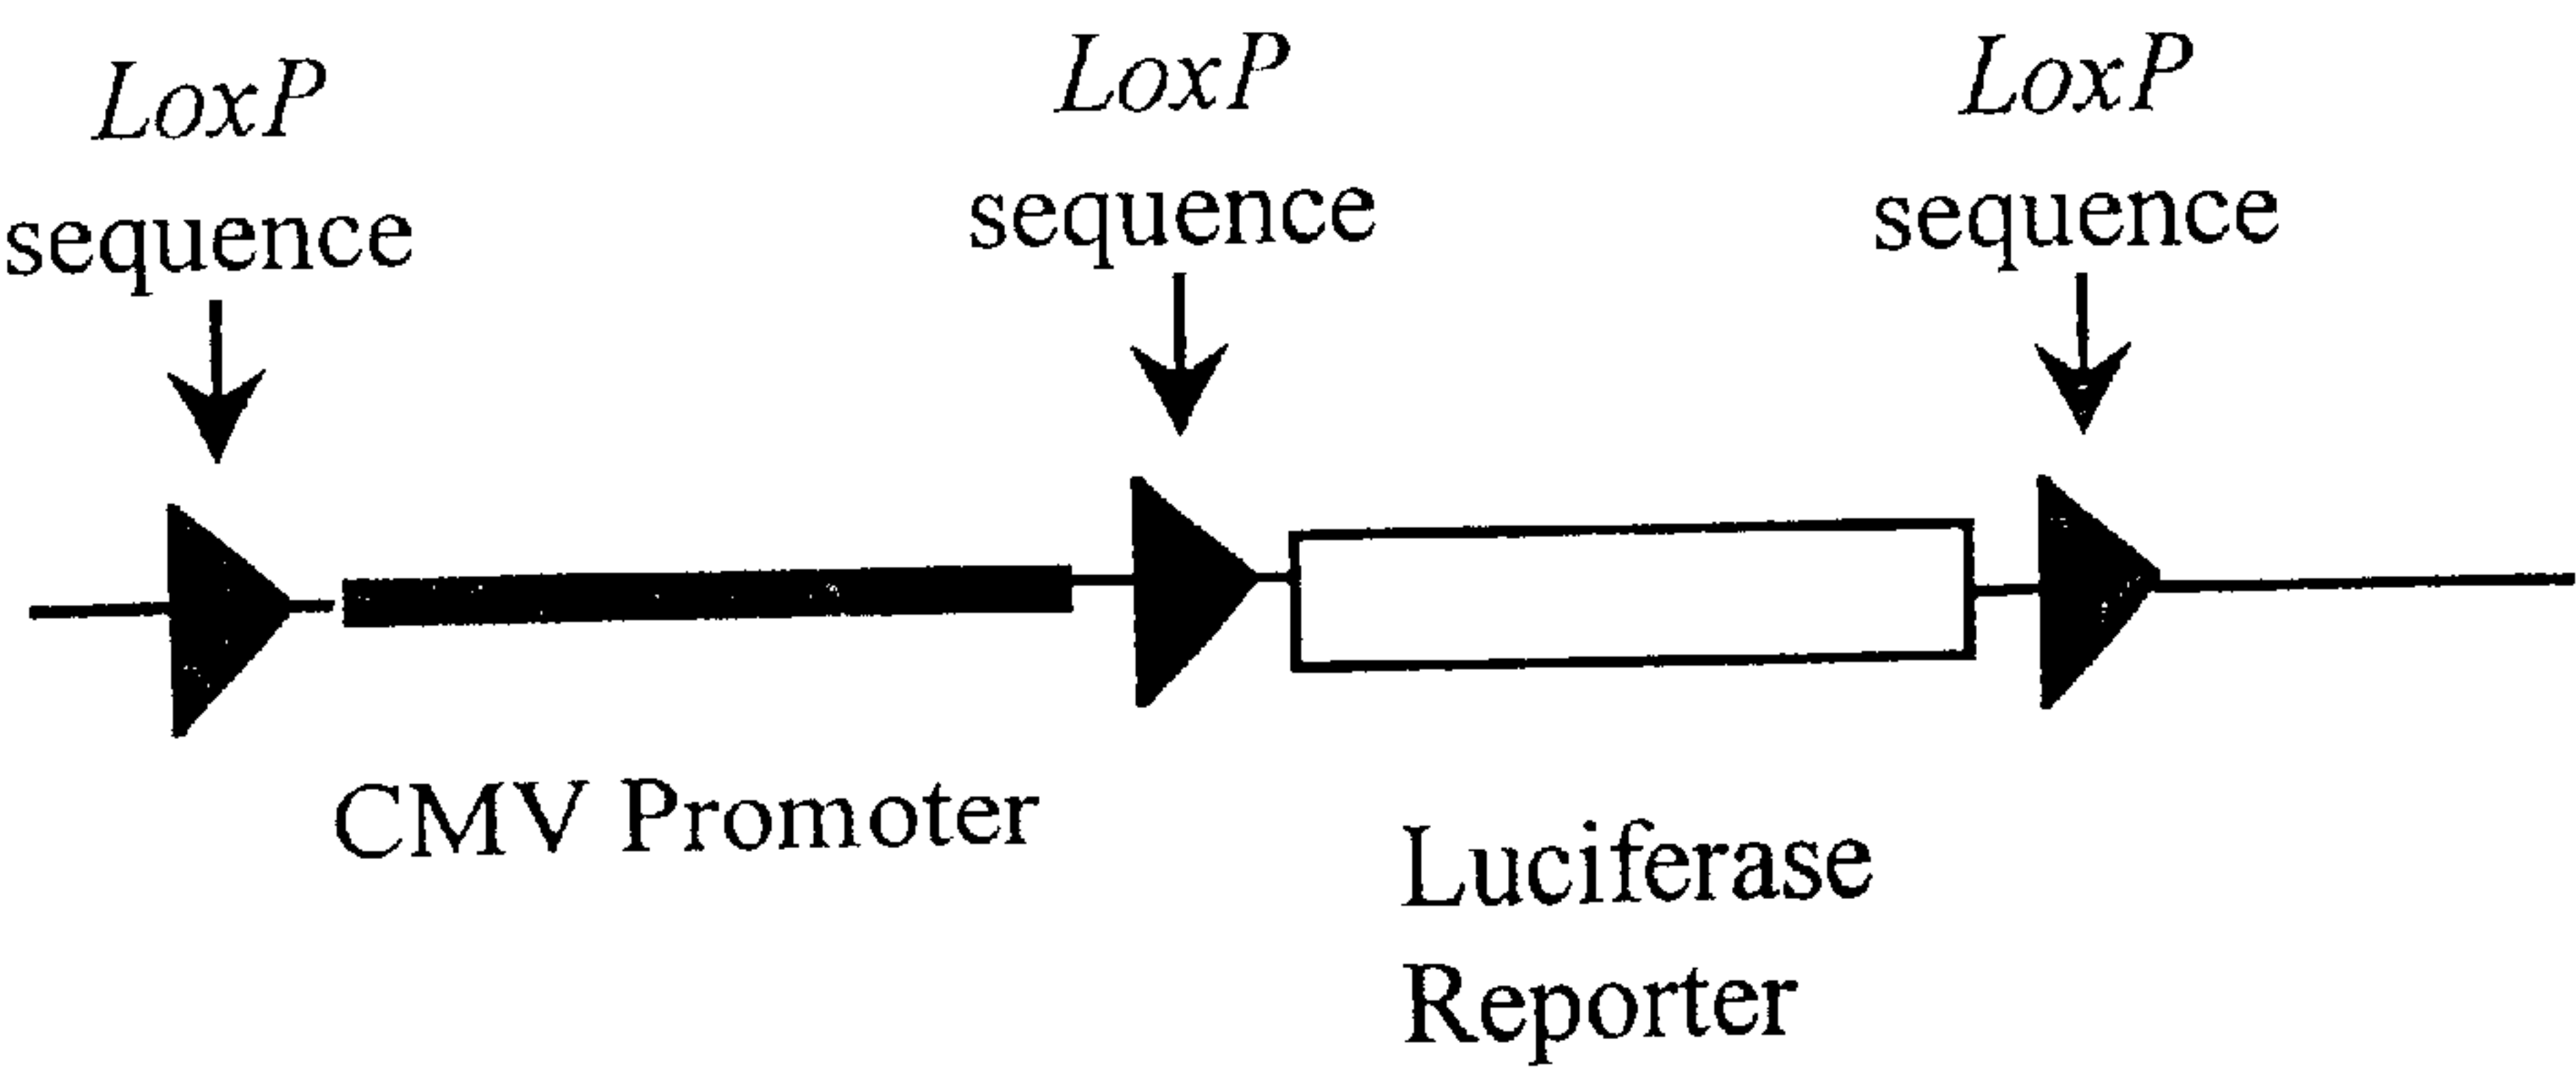 LoxP
sequence
LoxP
sequence
LoxP
sequence
CMV Promoter
Luciferase
Reporter